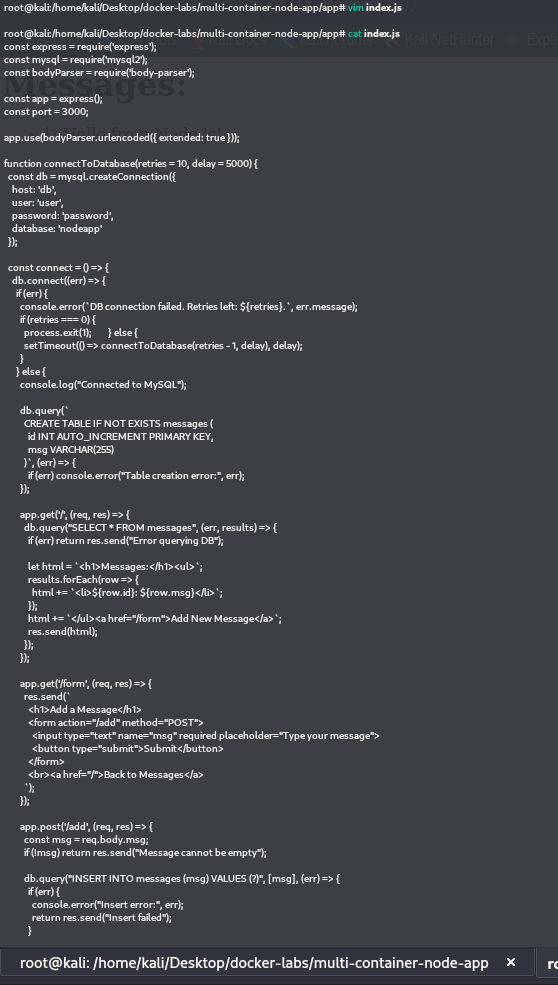 root@kali:/home/kali/Desktop/docker-labs/multi-container-node-app/app# vim index.js
root@kali:/home/kali/Desktop/docker-labs/multi-container-node-app/app# cat index.js
const express = require('express');
const mysql = require('mysql2');
const bodyParser = require('body-parser');
const app = express();
const port = 3000;
app.use(bodyParser.urlencoded({ extended: true }));
function connectToDatabase(retries = 10, delay = 5000) {
const db = mysql.createConnection({
host: 'db',
user: 'user',
password: 'password',
database: 'nodeapp'
});
const connect = () => {
db.connect((err) => {
if (err) {
console.error(`DB connection failed. Retries left: ${retries}.`, err.message);
if (retries === 0) {
process.exit(1);      } else {
setTimeout(() => connectToDatabase(retries - 1, delay), delay);
}
} else {
console.log("Connected to MySQL");
db.query(`
CREATE TABLE IF NOT EXISTS messages (
id INT AUTO_INCREMENT PRIMARY KEY,
msg VARCHAR(255)
)`, (err) => {
if (err) console.error("Table creation error:", err);
});
app.get('/', (req, res) => {
db.query("SELECT * FROM messages", (err, results) => {
if (err) return res.send("Error querying DB");
let html = `<h1>Messages:</h1><ul>`;
results.forEach(row => {
html += `<li>${row.id}: ${row.msg}</li>`;
});
html += `</ul><a href="/form">Add New Message</a>`;
res.send(html);
});
});
app.get('/form', (req, res) => {
res.send(`
<h1>Add a Message</h1>
<form action="/add" method="POST">
<input type="text" name="msg" required placeholder="Type your message">
<button type="submit">Submit</button>
</form>
<br><a href="/">Back to Messages</a>
`);
});
app.post('/add', (req, res) => {
const msg = req.body.msg;
if (!msg) return res.send("Message cannot be empty");
db.query("INSERT INTO messages (msg) VALUES (?)", [msg], (err) => {
if (err) {
console.error("Insert error:", err);
return res.send("Insert failed");
}
root@kali: /home/kali/Desktop/docker-labs/multi-container-node-app × ro